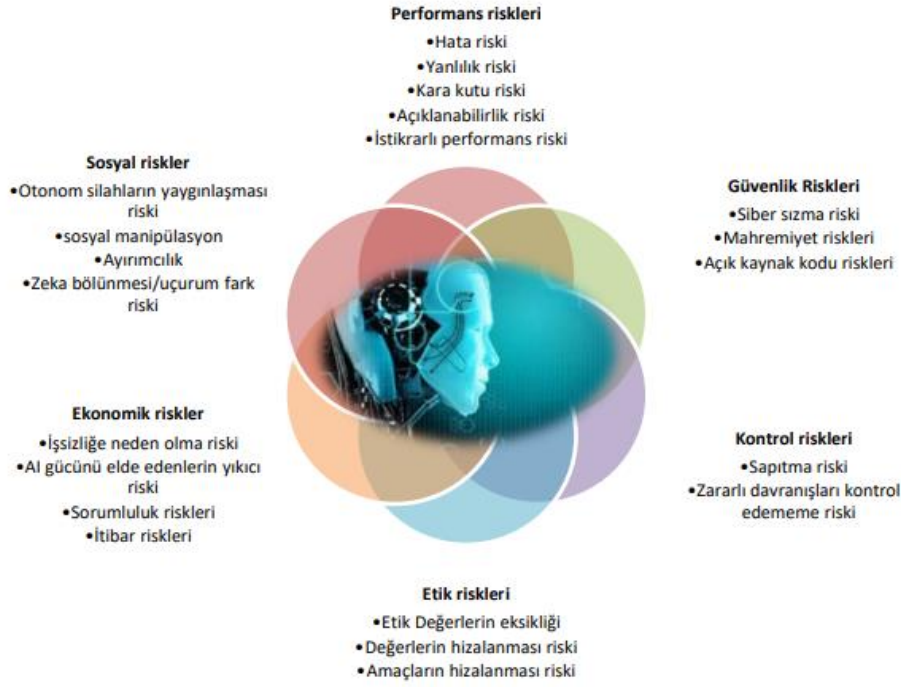 Performans riskleri
•Hata riski
•Yanlılık riski
•Kara kutu riski
•Açıklanabilirlik riski
•İstikrarlı performans riski
Güvenlik Riskleri
•Siber sızma riski
•Mahremiyet riskleri
•Açık kaynak kodu riskleri
Kontrol riskleri
•Sapıtma riski
•Zararlı davranışları kontrol
edememe riski
Etik riskleri
•Etik Değerlerin eksikliği
•Değerlerin hizalanması riski
•Amaçların hizalanması riski
Ekonomik riskler
•İşsizliğe neden olma riski
•AI gücünü elde edenlerin yıkıcı
riski
•Sorumluluk riskleri
•İtibar riskleri
Sosyal riskler
•Otonom silahların yaygınlaşması
riski
•sosyal manipülasyon
•Ayırımcılık
•Zeka bölünmesi/uçurum fark
riski